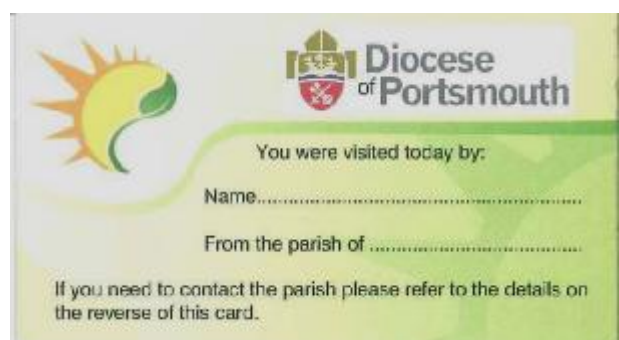 Diocese
of Portsmouth
You were visited today by:
Name......................................................
From the parish of ....................................
If you need to contact the parish please refer to the details on
the reverse of this card.